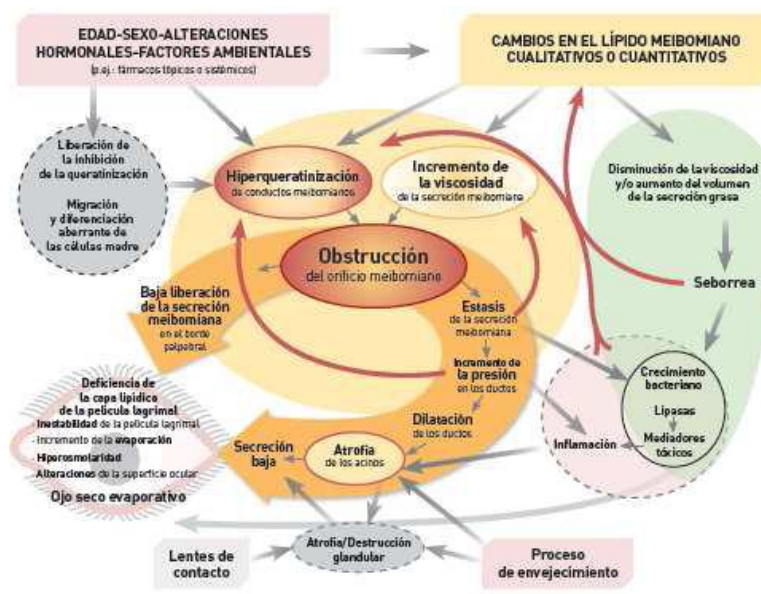 EDAD-SEXO-ALTERACIONES
HORMONALES-FACTORES AMBIENTALES
(p.ej.: fármacos tópicos o sistémicos)
CAMBIOS EN EL LÍPIDO MEIBOMIANO
CUALITATIVOS O CUANTITATIVOS
Liberación de
la inhibición
de la queratinización
Migración
y diferenciación
aberrante de
las células madre
Hiperqueratinización
de conductos meibomianos
Incremento de
la viscosidad
de la secreción meibomiana
Disminución de la viscosidad
y/o aumento del volumen
de la secreción grasa
Obstrucción
del orificio meibomiano
Seborrea
Baja liberación
de la secreción
meibomiana
en el borde
palpebral
Estasis
de la secreción
meibomiana
Incremento de
la presión
en los ductos
Crecimiento
bacteriano
Lipasas
Mediadores
tóxicos
Inflamación
Dilatación
de los ductos
Deficiencia de
la capa lipídico
de la película lagrimal
- Inestabilidad de la película lagrimal
- Incremento de la evaporación
- Hiperosmolaridad
- Alteraciones de la superficie ocular
Ojo seco evaporativo
Secreción
baja
Atrofia
de los acinos
Atrofia/Destrucción
glandular
Lentes de
contacto
Proceso
de envejecimiento